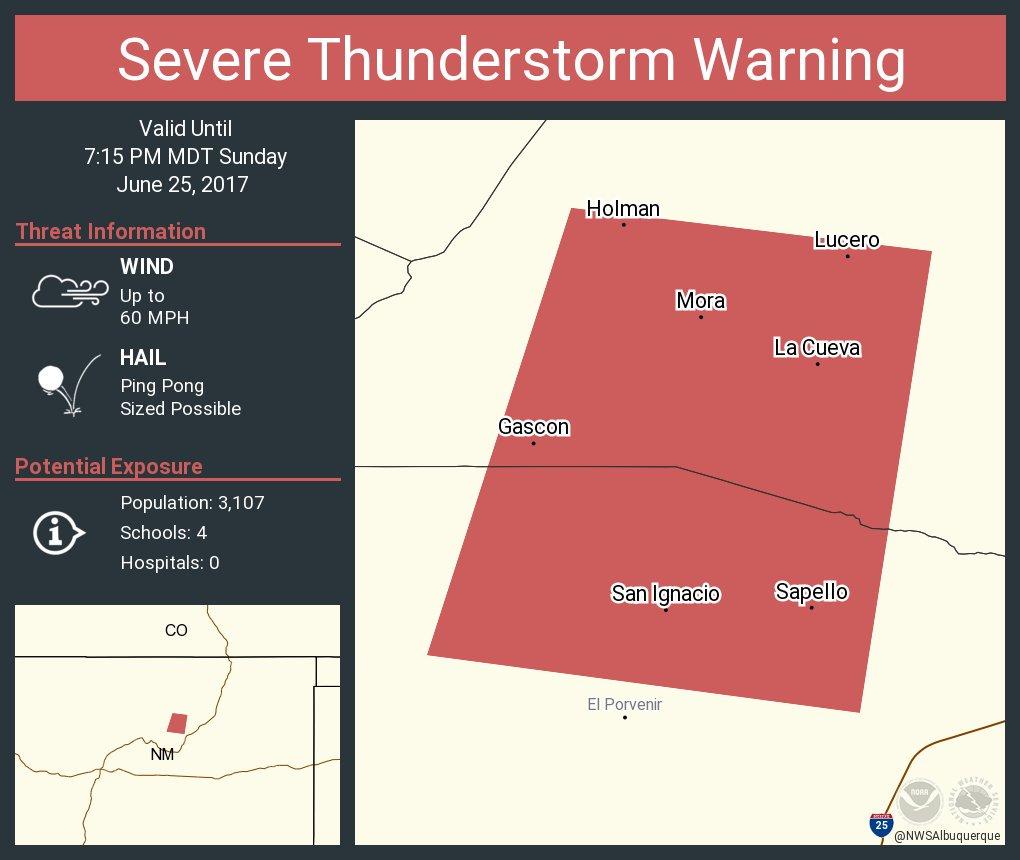 Severe Thunderstorm Warning
Valid Until
7:15 PM MDT Sunday
June 25, 2017
Threat Information
WIND
Up to
60 MPH
HAIL
Ping Pong
Sized Possible
Potential Exposure
Population: 3,107
Schools: 4
Hospitals: 0
CO
NM
Holman
Lucero
Mora
La Cueva
Gascon
San Ignacio
Sapello
El Porvenir
25
NOAA
NATIONAL WEATHER SERVICE
@NWSAlbuquerque